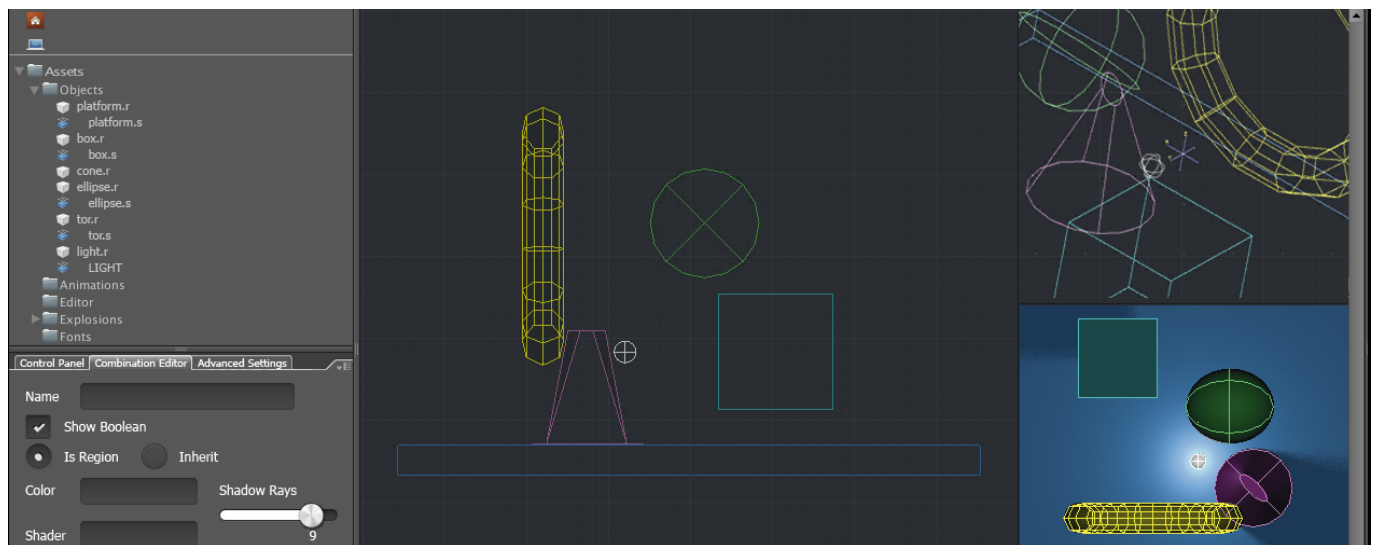 Assets
Objects
platform.r
platform.s
box.r
box.s
cone.r
ellipse.r
ellipse.s
tor.r
tor.s
light.r
LIGHT
Animations
Editor
Explosions
Fonts
Control Panel Combination Editor Advanced Settings
Name
Show Boolean
Is Region Inherit
Color Shadow Rays
Shader 9